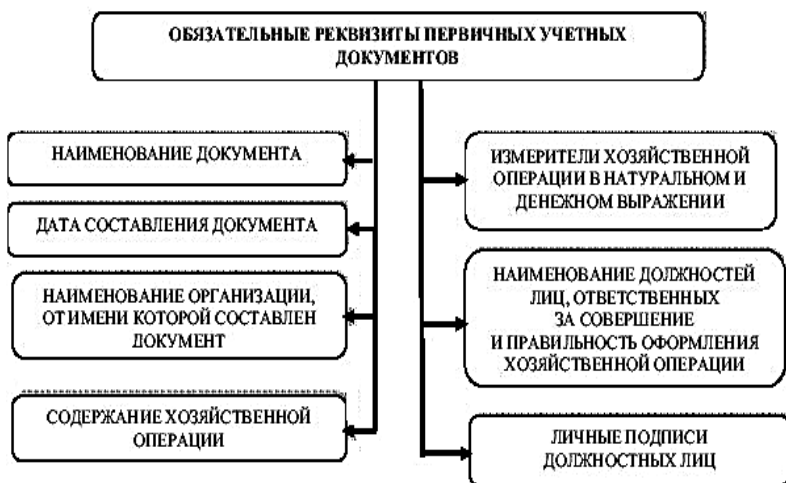 ОБЯЗАТЕЛЬНЫЕ РЕКВИЗИТЫ ПЕРВИЧНЫХ УЧЕТНЫХ
ДОКУМЕНТОВ
НАИМЕНОВАНИЕ ДОКУМЕНТА
ДАТА СОСТАВЛЕНИЯ ДОКУМЕНТА
НАИМЕНОВАНИЕ ОРГАНИЗАЦИИ,
ОТ ИМЕНИ КОТОРОЙ СОСТАВЛЕН
ДОКУМЕНТ
СОДЕРЖАНИЕ ХОЗЯЙСТВЕННОЙ
ОПЕРАЦИИ
ИЗМЕРИТЕЛИ ХОЗЯЙСТВЕННОЙ
ОПЕРАЦИИ В НАТУРАЛЬНОМ И
ДЕНЕЖНОМ ВЫРАЖЕНИИ
НАИМЕНОВАНИЕ ДОЛЖНОСТЕЙ
ЛИЦ, ОТВЕТСТВЕННЫХ
ЗА СОВЕРШЕНИЕ
И ПРАВИЛЬНОСТЬ ОФОРМЛЕНИЯ
ХОЗЯЙСТВЕННОЙ ОПЕРАЦИИ
ЛИЧНЫЕ ПОДПИСИ
ДОЛЖНОСТНЫХ ЛИЦ